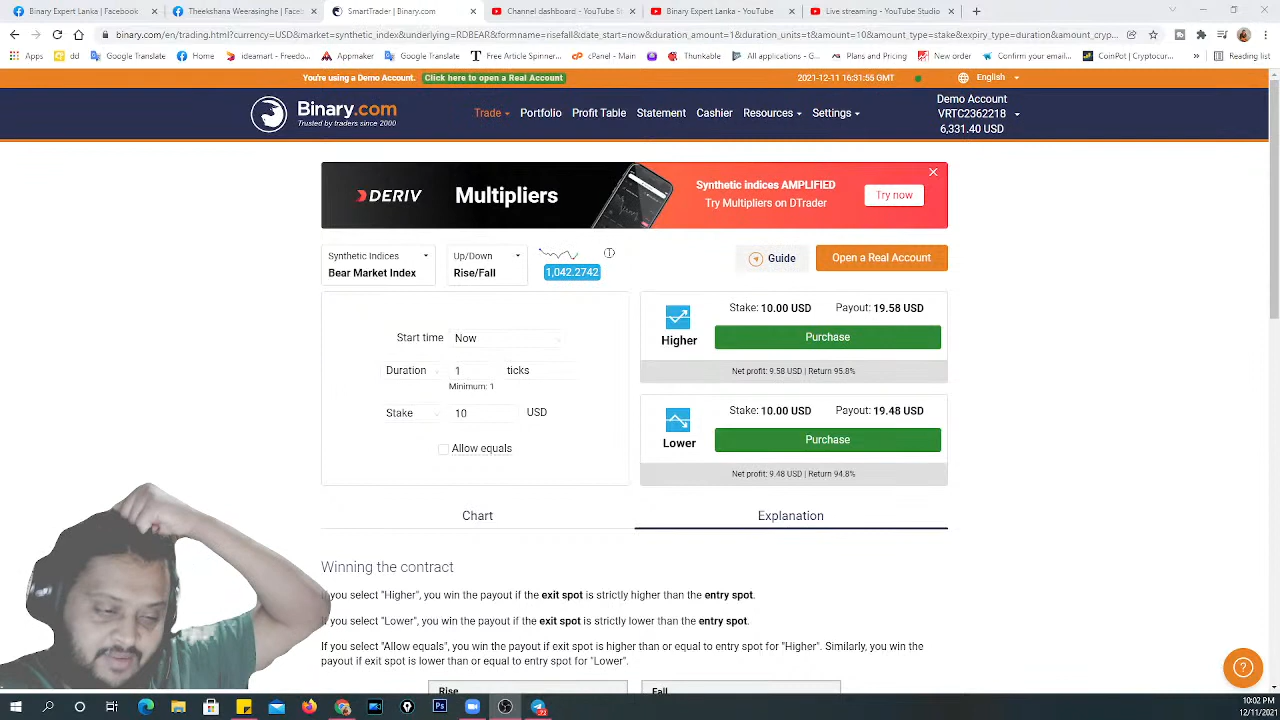 Binary Expert Lanka | Facebook
Theekshana Weerasinghe | Faceb
SmartTrader | Binary.com
Channel dashboard - YouTube St
Binary Expert Lanka - YouTube
Live streaming - YouTube Studio
binary.com/en/trading.html?currency=USD&market=synthetic_index&underlying=RDBEAR&formname=risefall&date_start=now&duration_amount=1&duration_units=t&amount=10&amount_type=stake&expiry_type=duration&amount_cryp...
Apps
dd
Google Translate
Home
ideamart - Feedbac...
Appmaker
Google Translate
Free Article Spinner...
cPanel - Main
Thunkable
All applications - G...
Plans and Pricing
New Order
Confirm your email...
CoinPot | Cryptocur...
»
Reading list
You're using a Demo Account. Click here to open a Real Account
2021-12-11 16:31:55 GMT
English
Binary.com
Trusted by traders since 2000
Trade
Portfolio
Profit Table
Statement
Cashier
Resources
Settings
Demo Account
VRTC2362218
6,331.40 USD
DERIV
Multipliers
Synthetic indices AMPLIFIED
Try Multipliers on DTrader
Try now
Synthetic Indices
Bear Market Index
Up/Down
Rise/Fall
1,042.2742
Guide
Open a Real Account
Start time Now
Duration 1 ticks
Minimum: 1
Stake 10 USD
Allow equals
Higher
Stake: 10.00 USD Payout: 19.58 USD
Purchase
Net profit: 9.58 USD | Return 95.8%
Lower
Stake: 10.00 USD Payout: 19.48 USD
Purchase
Net profit: 9.48 USD | Return 94.8%
Chart
Explanation
Winning the contract
you select "Higher", you win the payout if the exit spot is strictly higher than the entry spot.
you select "Lower", you win the payout if the exit spot is strictly lower than the entry spot.
If you select "Allow equals", you win the payout if exit spot is higher than or equal to entry spot for "Higher". Similarly, you win the
payout if exit spot is lower than or equal to entry spot for "Lower".
Rise
Fall
10:02 PM
12/11/2021